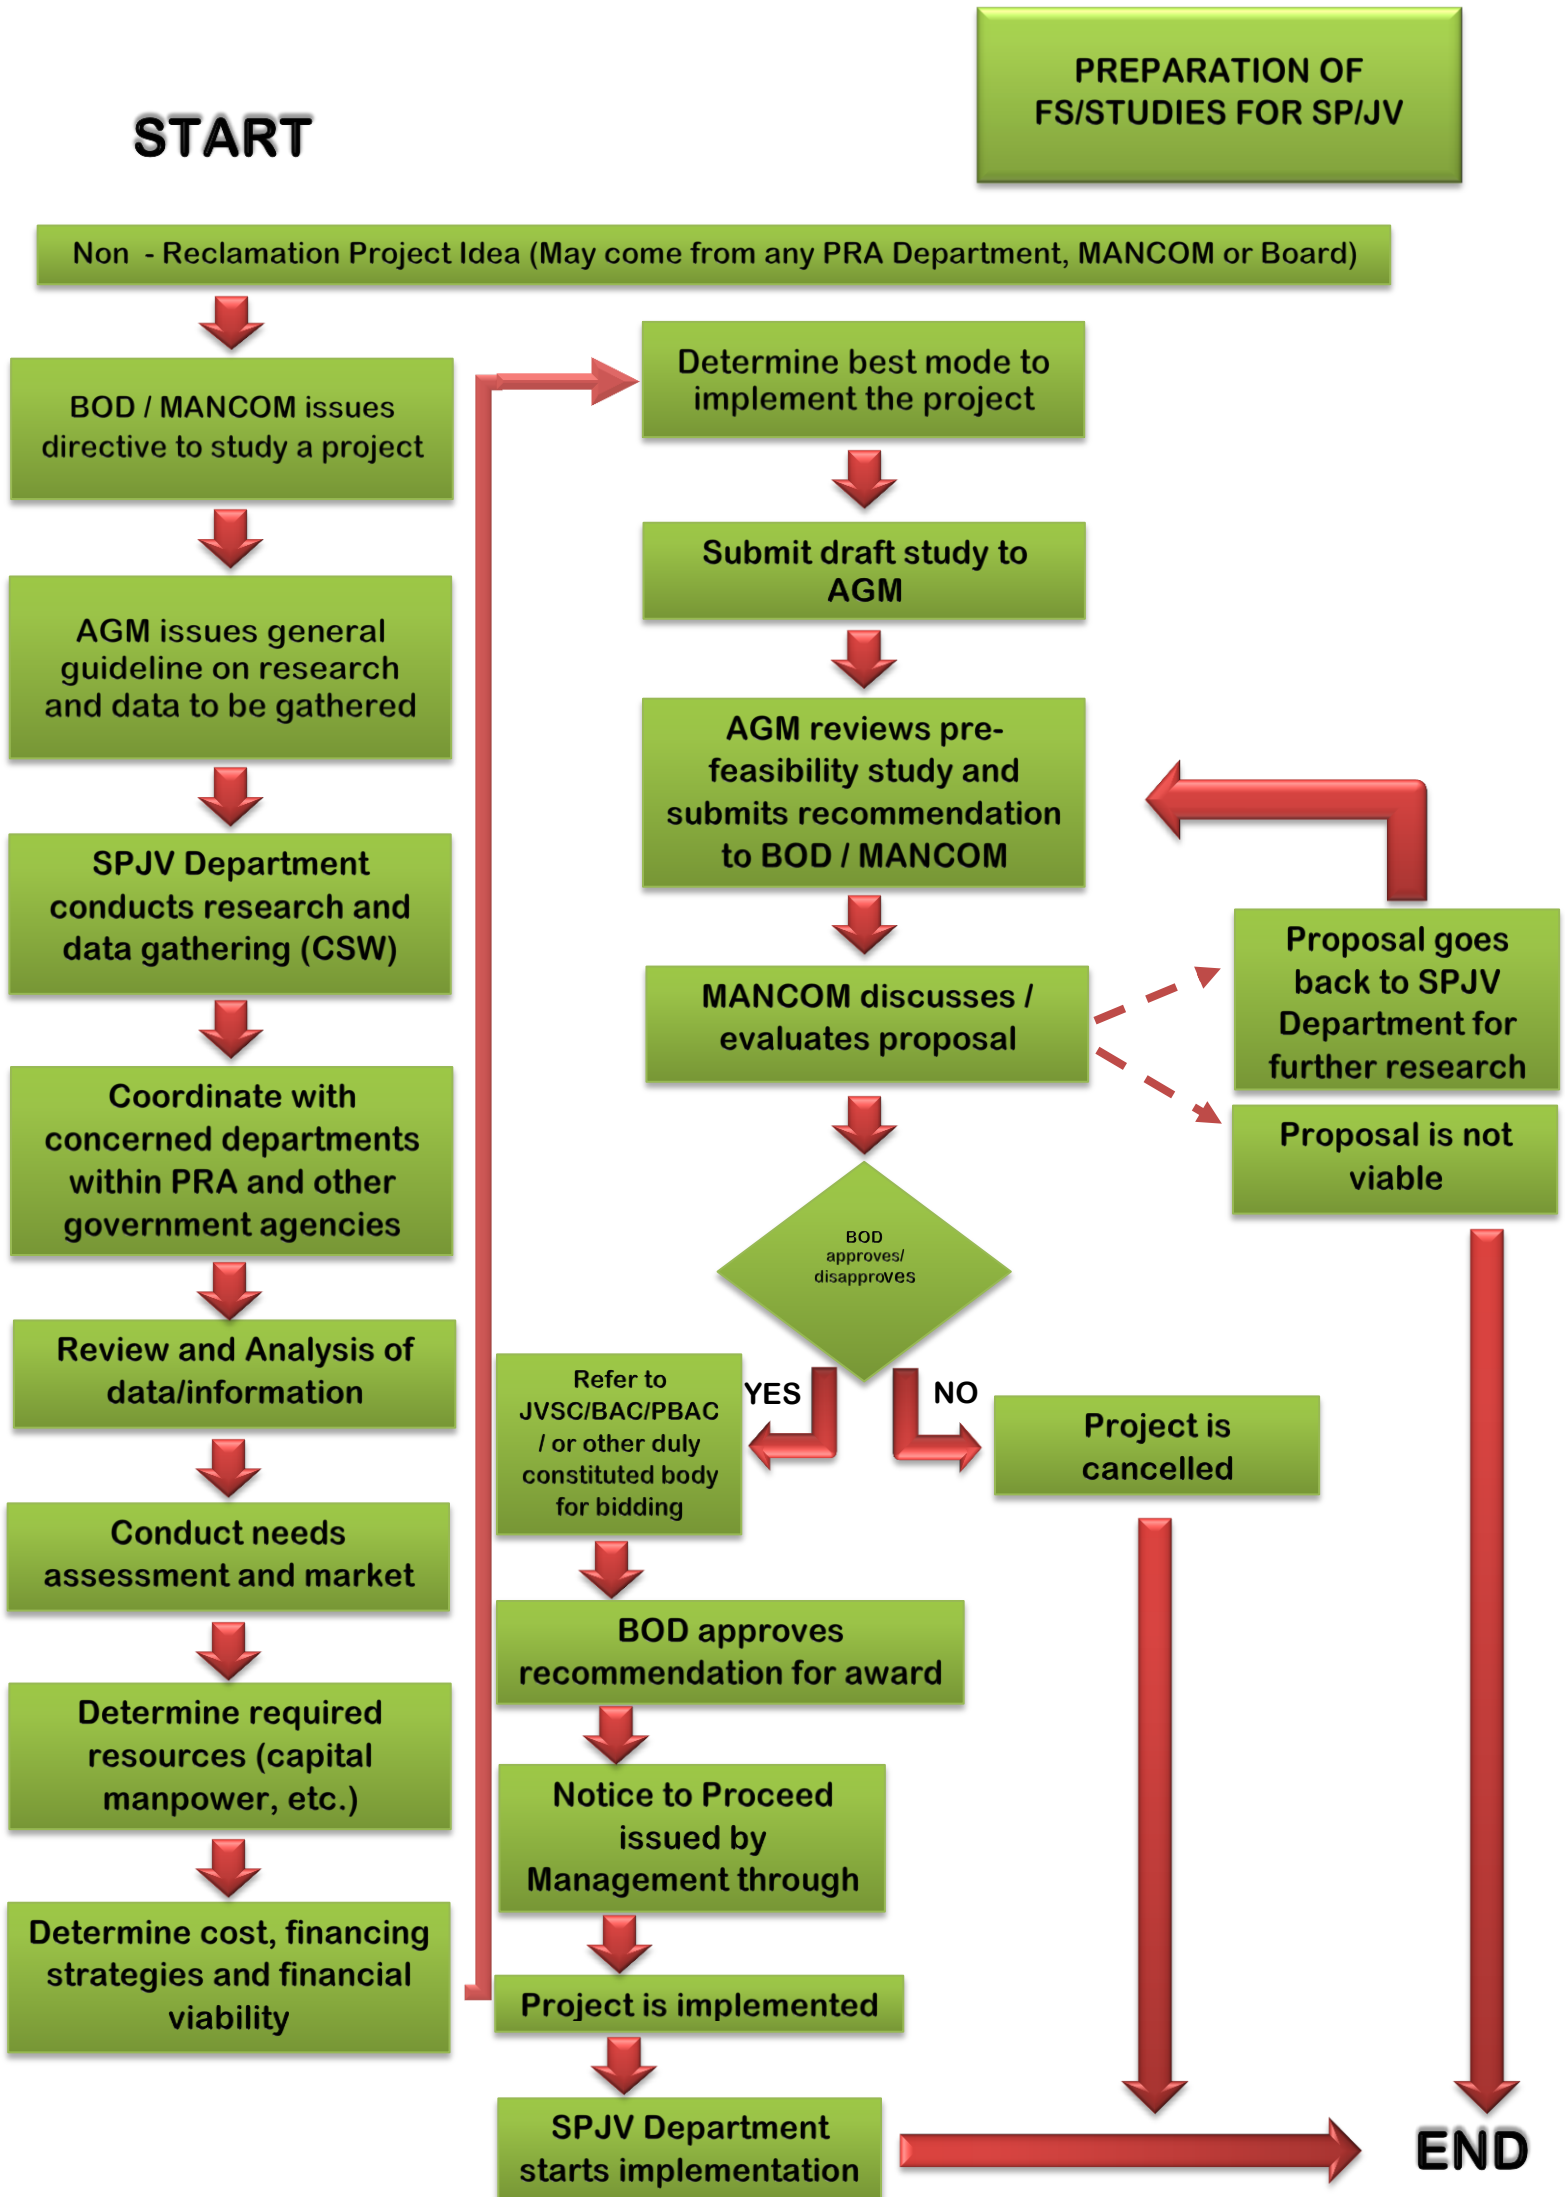 PREPARATION OF
FS/STUDIES FOR SP/JV
START
Non - Reclamation Project Idea (May come from any PRA Department, MANCOM or Board)
BOD / MANCOM issues
directive to study a project
AGM issues general
guideline on research
and data to be gathered
SPJV Department
conducts research and
data gathering (CSW)
Coordinate with
concerned departments
within PRA and other
government agencies
Review and Analysis of
data/information
Conduct needs
assessment and market
Determine required
resources (capital
manpower, etc.)
Determine cost, financing
strategies and financial
viability
Determine best mode to
implement the project
Submit draft study to
AGM
AGM reviews pre-
feasibility study and
submits recommendation
to BOD / MANCOM
MANCOM discusses /
evaluates proposal
Proposal goes
back to SPJV
Department for
further research
Proposal is not
viable
BOD
approves/
disapproves
YES
NO
Refer to
JVSC/BAC/PBAC
/ or other duly
constituted body
for bidding
Project is
cancelled
BOD approves
recommendation for award
Notice to Proceed
issued by
Management through
Project is implemented
SPJV Department
starts implementation
END